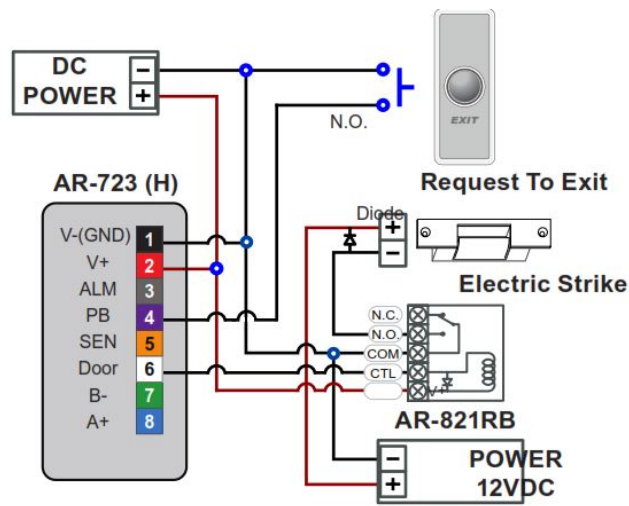 DC
POWER
−
+
N.O.
EXIT
Request To Exit
AR-723 (H)
V-(GND) 1
V+ 2
ALM 3
PB 4
SEN 5
Door 6
B- 7
A+ 8
Diode
+
−
Electric Strike
N.C.
N.O.
COM
CTL
V+
AR-821RB
−
+
POWER
12VDC